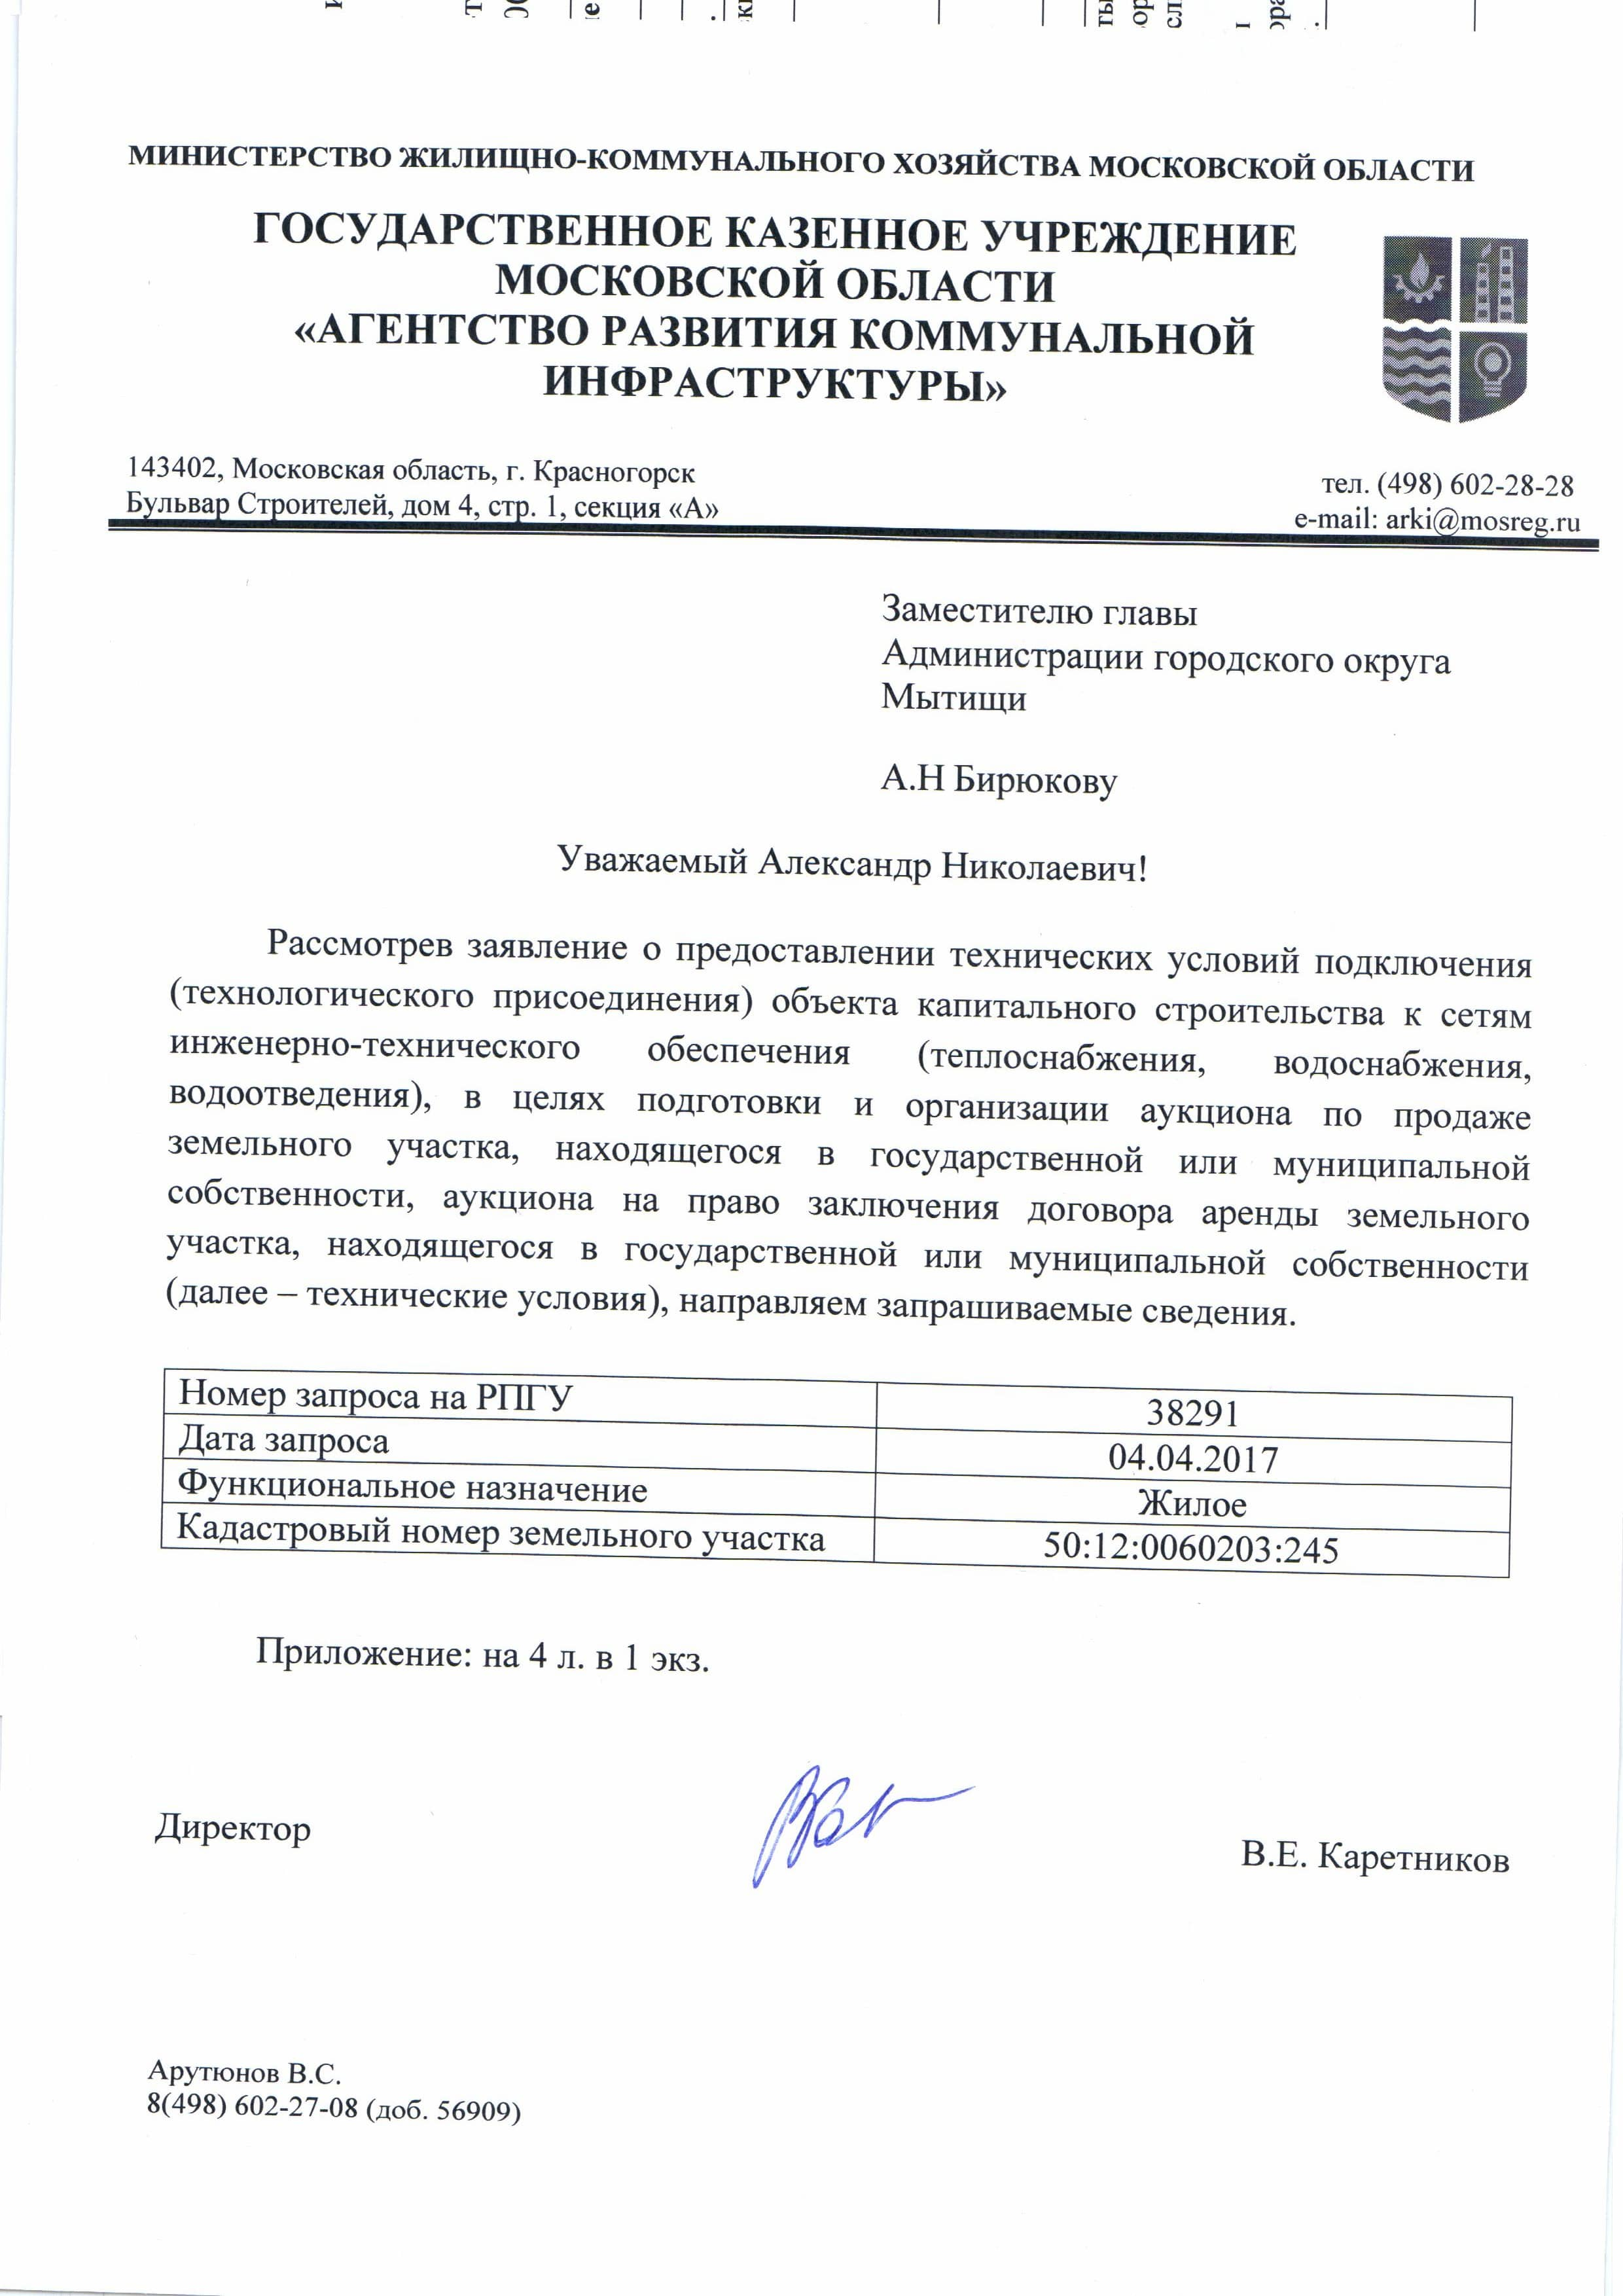 МИНИСТЕРСТВО ЖИЛИЩНО-КОММУНАЛЬНОГО ХОЗЯЙСТВА МОСКОВСКОЙ ОБЛАСТИ
ГОСУДАРСТВЕННОЕ КАЗЕННОЕ УЧРЕЖДЕНИЕ
МОСКОВСКОЙ ОБЛАСТИ
«АГЕНТСТВО РАЗВИТИЯ КОММУНАЛЬНОЙ
ИНФРАСТРУКТУРЫ»
143402, Московская область, г. Красногорск
Бульвар Строителей, дом 4, стр. 1, секция «А»
тел. (498) 602-28-28
e-mail: arki@mosreg.ru
Заместителю главы
Администрации городского округа
Мытищи
А.Н Бирюкову
Уважаемый Александр Николаевич!
Рассмотрев заявление о предоставлении технических условий подключения
(технологического присоединения) объекта капитального строительства к сетям
инженерно-технического обеспечения (теплоснабжения, водоснабжения,
водоотведения), в целях подготовки и организации аукциона по продаже
земельного участка, находящегося в государственной или муниципальной
собственности, аукциона на право заключения договора аренды земельного
участка, находящегося в государственной или муниципальной собственности
(далее – технические условия), направляем запрашиваемые сведения.
Номер запроса на РПГУ 38291
Дата запроса 04.04.2017
Функциональное назначение Жилое
Кадастровый номер земельного участка 50:12:0060203:245
Приложение: на 4 л. в 1 экз.
Директор
В.Е. Каретников
Арутюнов В.С.
8(498) 602-27-08 (доб. 56909)